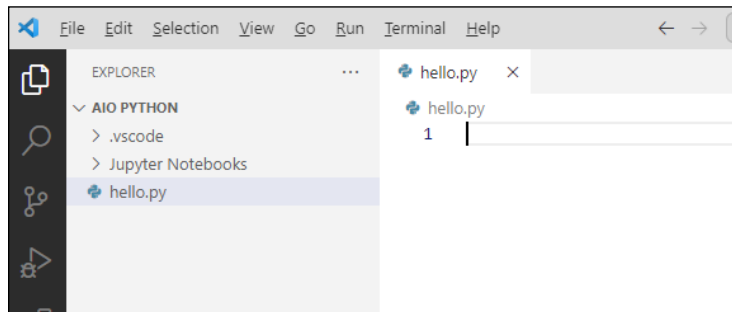 File Edit Selection View Go Run Terminal Help
EXPLORER ...
AIO PYTHON
.vscode
Jupyter Notebooks
hello.py
hello.py
hello.py
1